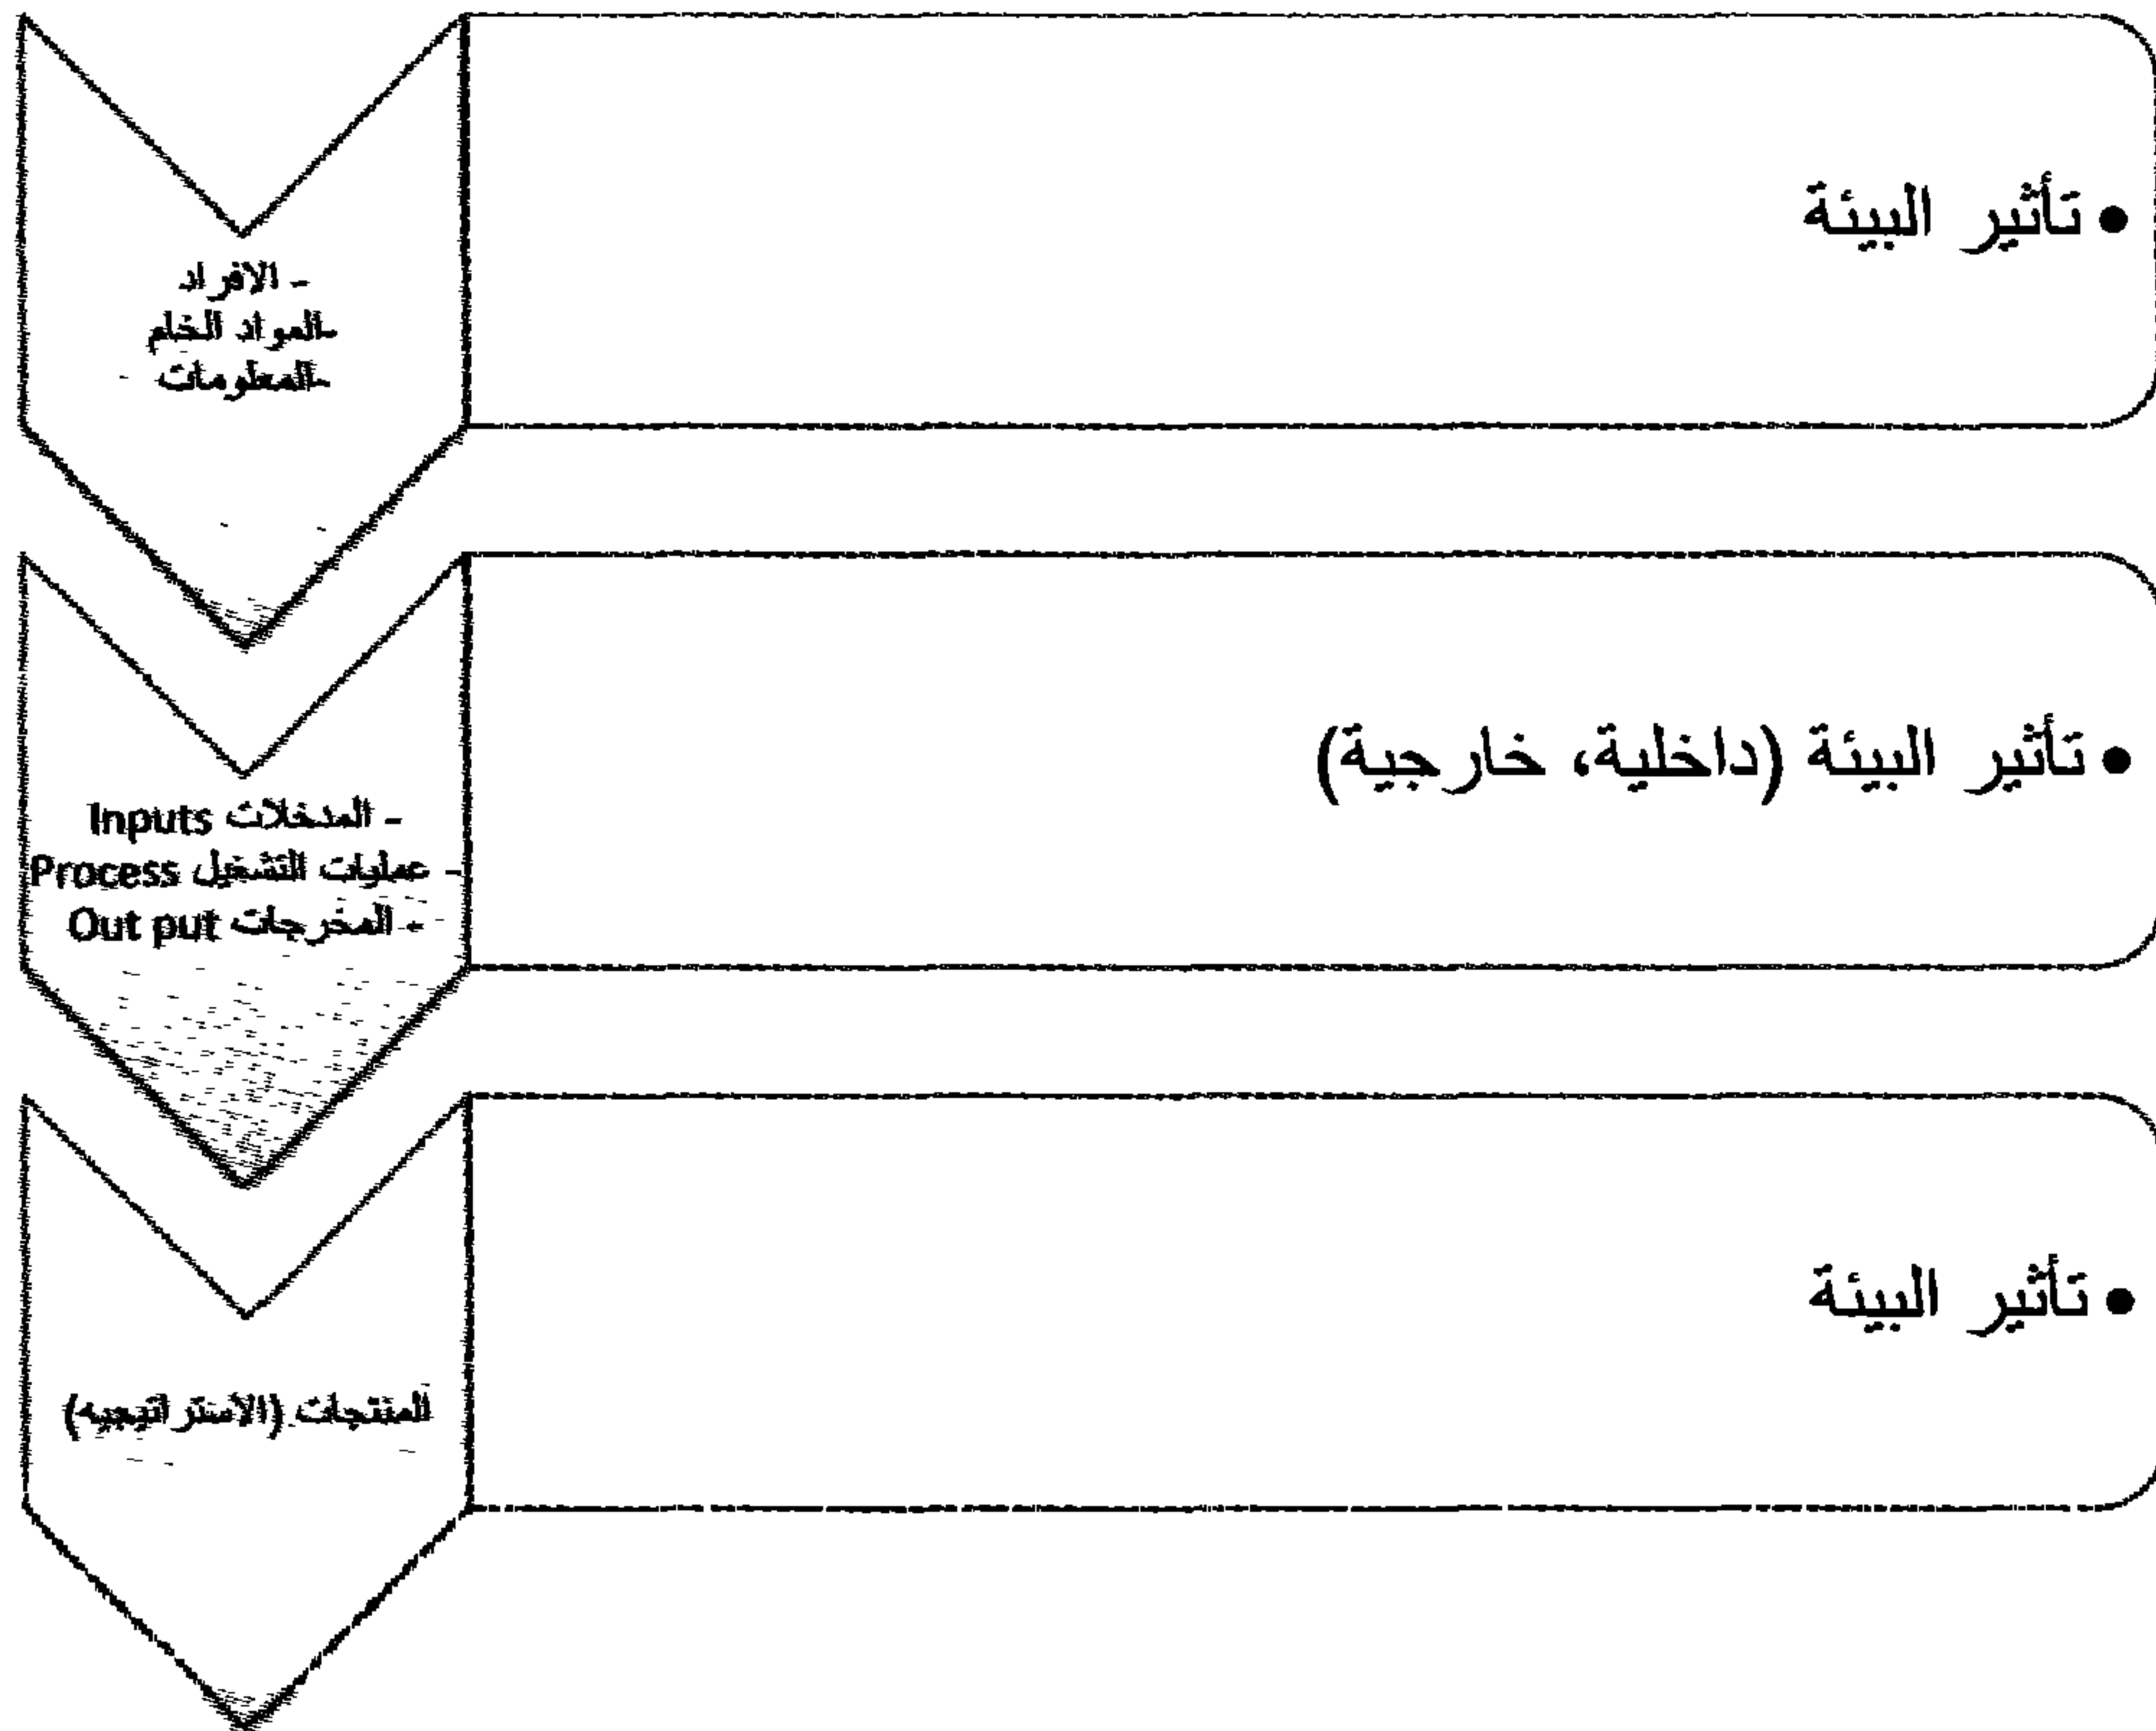 - الافراد
-المواد الخام
-المعلومات
• تأثير البيئة
- المدخلات Inputs
- عمليات التشغيل Process
- المخرجات Out put
• تأثير البيئة (داخلية، خارجية)
المنتجات (الاستراتيجيه)
• تأثير البيئة